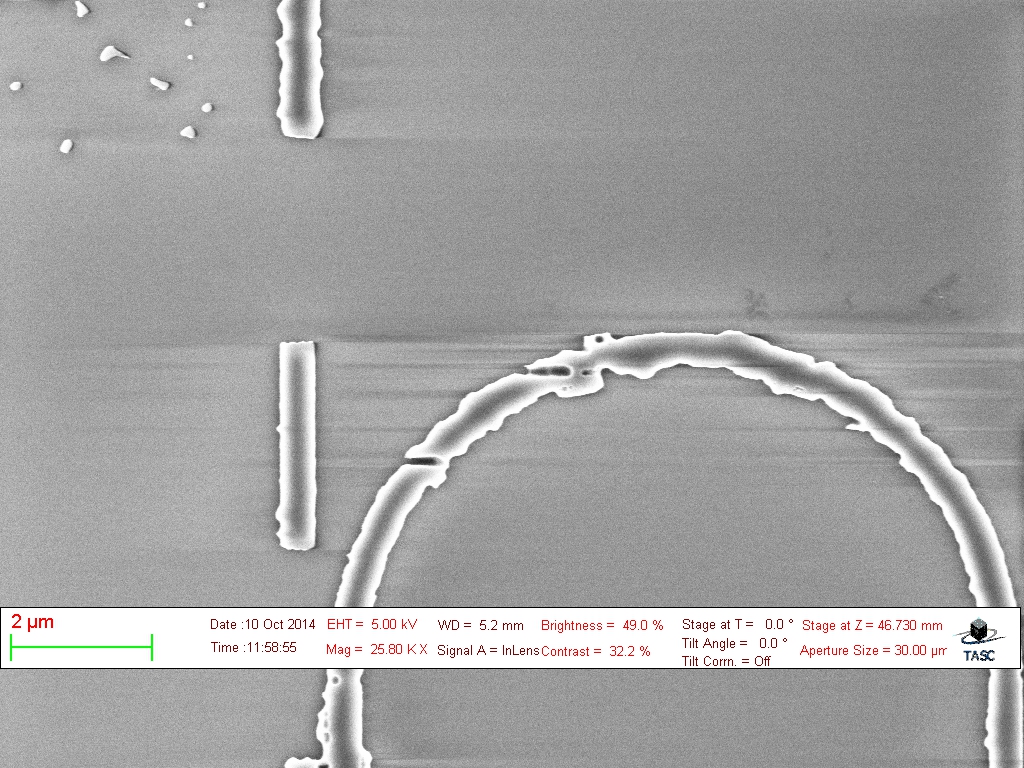 2 µm
Date :10 Oct 2014 EHT = 5.00 kV WD = 5.2 mm Brightness = 49.0 % Stage at T = 0.0 ° Stage at Z = 46.730 mm
Time :11:58:55 Mag = 25.80 K X Signal A = InLens Contrast = 32.2 % Tilt Angle = 0.0 ° Aperture Size = 30.00 µm
Tilt Corrn. = Off
TASC